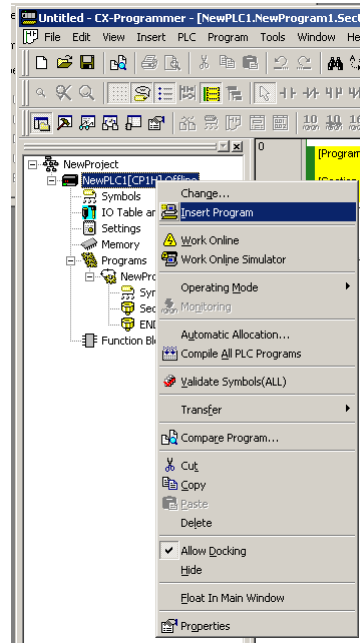 Untitled - CX-Programmer - [NewPLC1.NewProgram1.Sect
File Edit View Insert PLC Program Tools Window He
0
[Program
NewProject
NewPLC1[CP1H] Offline
Symbols
IO Table ar
Settings
Memory
Programs
NewPro
Sym
Sec
END
Function Bl
Change...
Insert Program
Work Online
Work Online Simulator
Operating Mode
Monitoring
Automatic Allocation...
Compile All PLC Programs
Validate Symbols(ALL)
Transfer
Compare Program...
Cut
Copy
Paste
Delete
Allow Docking
Hide
Float In Main Window
Properties